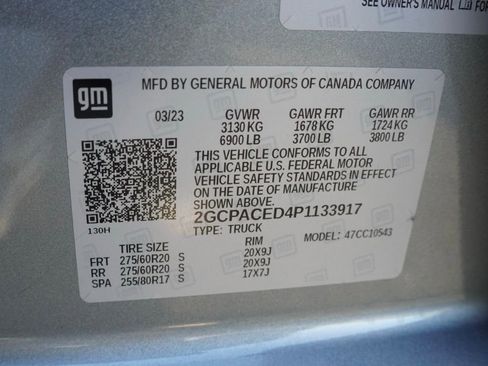 SEE OWNER'S MANUAL
FOR
gm
MFD BY GENERAL MOTORS OF CANADA COMPANY
03/23 GVWR GAWR FRT GAWR RR
3130 KG 1678 KG 1724 KG
6900 LB 3700 LB 3800 LB
THIS VEHICLE CONFORMS TO ALL
APPLICABLE U.S. FEDERAL MOTOR
VEHICLE SAFETY STANDARDS IN EFFECT
ON THE DATE OF MANUFACTURE
SHOWN ABOVE.
2GCPACED4P1133917
130H
TYPE: TRUCK MODEL: 47CC10543
TIRE SIZE RIM
FRT 275/60R20 S 20X9J
RR 275/60R20 S 20X9J
SPA 255/80R17 S 17X7J